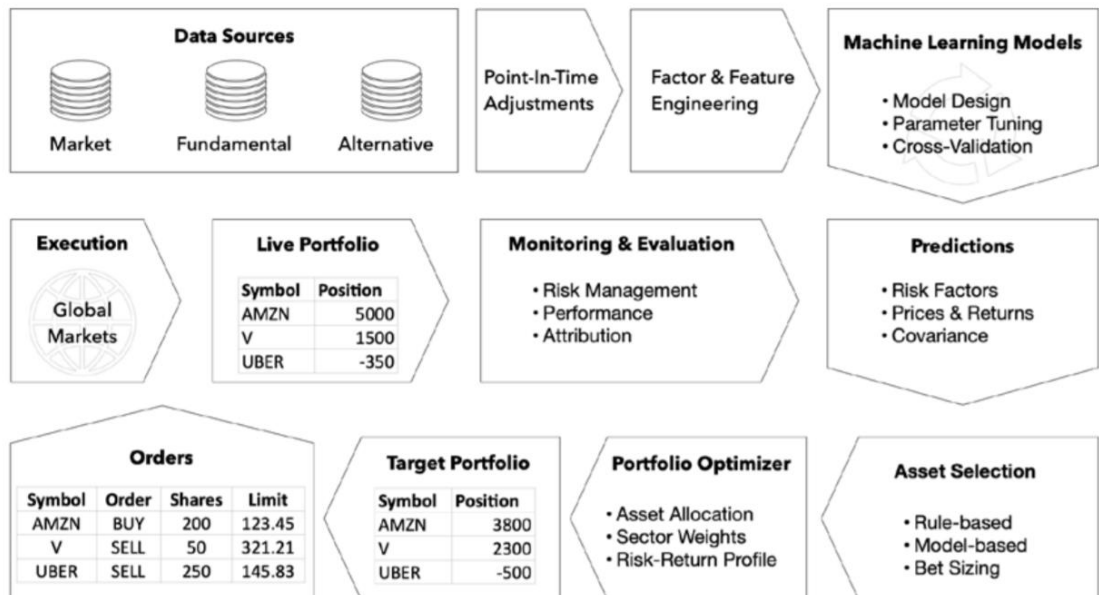 Data Sources
Market Fundamental Alternative
Point-In-Time
Adjustments
Factor & Feature
Engineering
Machine Learning Models
• Model Design
• Parameter Tuning
• Cross-Validation
Execution
Global
Markets
Live Portfolio
Symbol Position
AMZN 5000
V 1500
UBER -350
Monitoring & Evaluation
• Risk Management
• Performance
• Attribution
Predictions
• Risk Factors
• Prices & Returns
• Covariance
Orders
Symbol Order Shares Limit
AMZN BUY 200 123.45
V SELL 50 321.21
UBER SELL 250 145.83
Target Portfolio
Symbol Position
AMZN 3800
V 2300
UBER -500
Portfolio Optimizer
• Asset Allocation
• Sector Weights
• Risk-Return Profile
Asset Selection
• Rule-based
• Model-based
• Bet Sizing